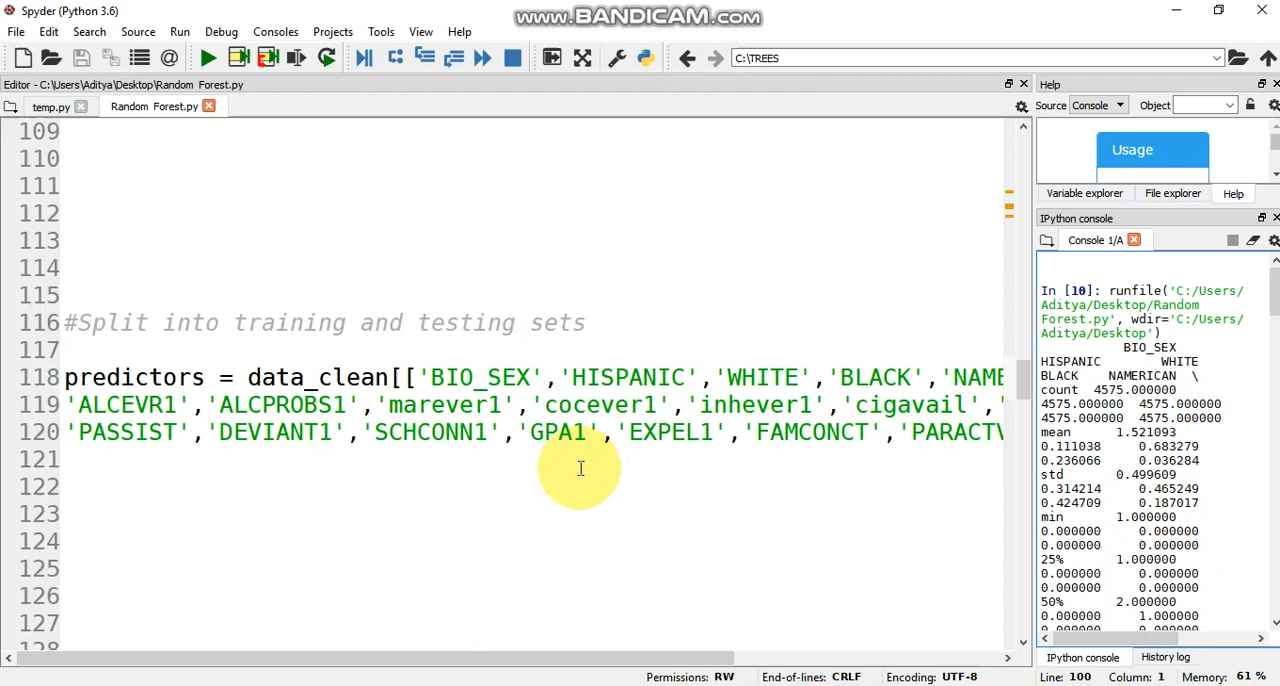 Spyder (Python 3.6)
www.BANDICAM.com
File Edit Search Source Run Debug Consoles Projects Tools View Help
C:\TREES
Editor - C:\Users\Aditya\Desktop\Random Forest.py
Help
temp.py
Random Forest.py
Source Console Object
109
110
111
112
113
114
115
116 #Split into training and testing sets
117
118 predictors = data_clean[['BIO_SEX','HISPANIC','WHITE','BLACK','NAME
119 'ALCEVR1','ALCPROBS1','marever1','cocever1','inhever1','cigavail','
120 'PASSIST','DEVIANT1','SCHCONN1','GPA1','EXPEL1','FAMCONCT','PARACTV
121
122
123
124
125
126
127
128
Usage
Variable explorer File explorer Help
IPython console
Console 1/A
In [10]: runfile('C:/Users/
Aditya/Desktop/Random
Forest.py', wdir='C:/Users/
Aditya/Desktop')
BIO_SEX
HISPANIC WHITE
BLACK NAMERICAN \
count 4575.000000
4575.000000 4575.000000
4575.000000 4575.000000
mean 1.521093
0.111038 0.683279
0.236066 0.036284
std 0.499609
0.314214 0.465249
0.424709 0.187017
min 1.000000
0.000000 0.000000
0.000000 0.000000
25% 1.000000
0.000000 0.000000
0.000000 0.000000
50% 2.000000
0.000000 1.000000
0.000000 0.000000
IPython console History log
Permissions: RW End-of-lines: CRLF Encoding: UTF-8 Line: 100 Column: 1 Memory: 61 %